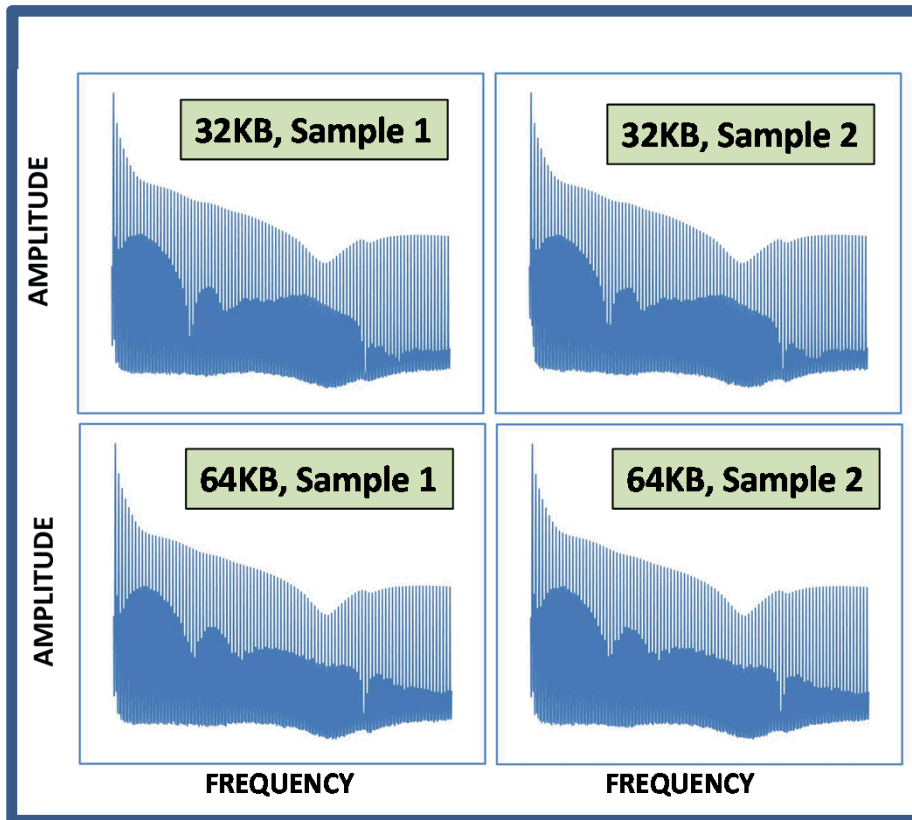 32KB, Sample 1
32KB, Sample 2
AMPLITUDE
64KB, Sample 1
64KB, Sample 2
AMPLITUDE
FREQUENCY
FREQUENCY